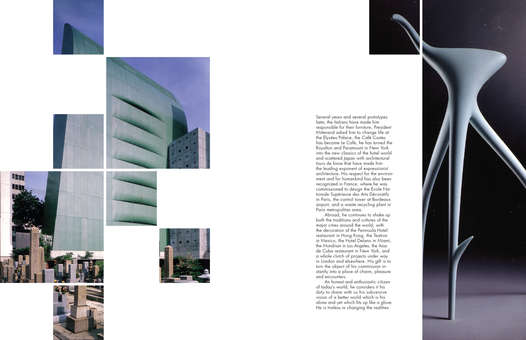 Several years and several prototypes
later, the Italians have made him
responsible for their furniture, President
Mitterand asked him to change life at
the Elysées Palace, the Café Costes
has become Le Café, he has turned the
Royalton and Paramount in New York
into the new classics of the hotel world
and scattered Japan with architectural
tours de force that have made him
the leading exponent of expressionist
architecture. His respect for the environ-
ment and for humankind has also been
recognized in France, where he was
commissioned to design the École Na-
tionale Supérieure des Arts Décoratifs
in Paris, the control tower at Bordeaux
airport, and a waste recycling plant in
Paris metropolitan area.
Abroad, he continues to shake up
both the traditions and cultures of the
major cities around the world, with
the decoration of the Peninsula Hotel
restaurant in Hong Kong, the Teatron
in Mexico, the Hotel Delano in Miami,
the Mondrian in Los Angeles, the Asia
de Cuba restaurant in New York, and
a whole clutch of projects under way
in London and elsewhere. His gift is to
turn the object of his commission in-
stantly into a place of charm, pleasure
and encounters.
An honest and enthusiastic citizen
of today's world, he considers it his
duty to share with us his subversive
vision of a better world which is his
alone and yet which fits us like a glove.
He is tireless in changing the realities